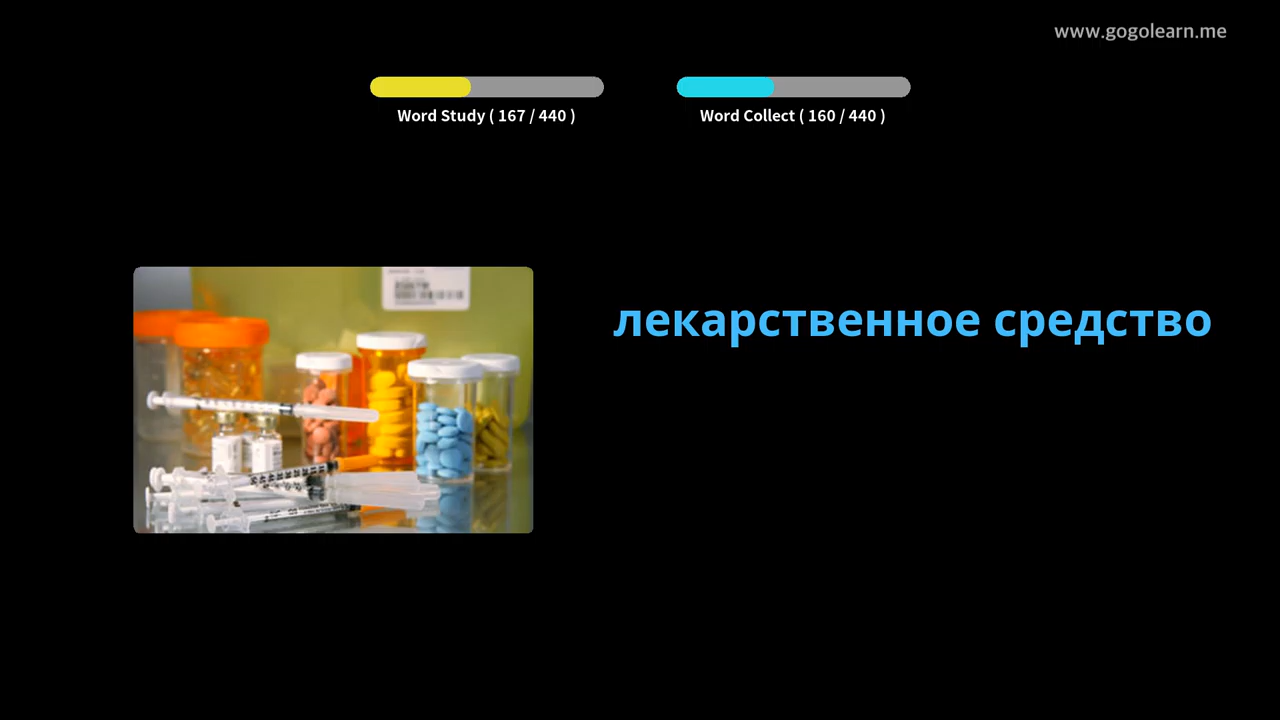 www.gogolearn.me
Word Study ( 167 / 440 )
Word Collect ( 160 / 440 )
лекарственное средство